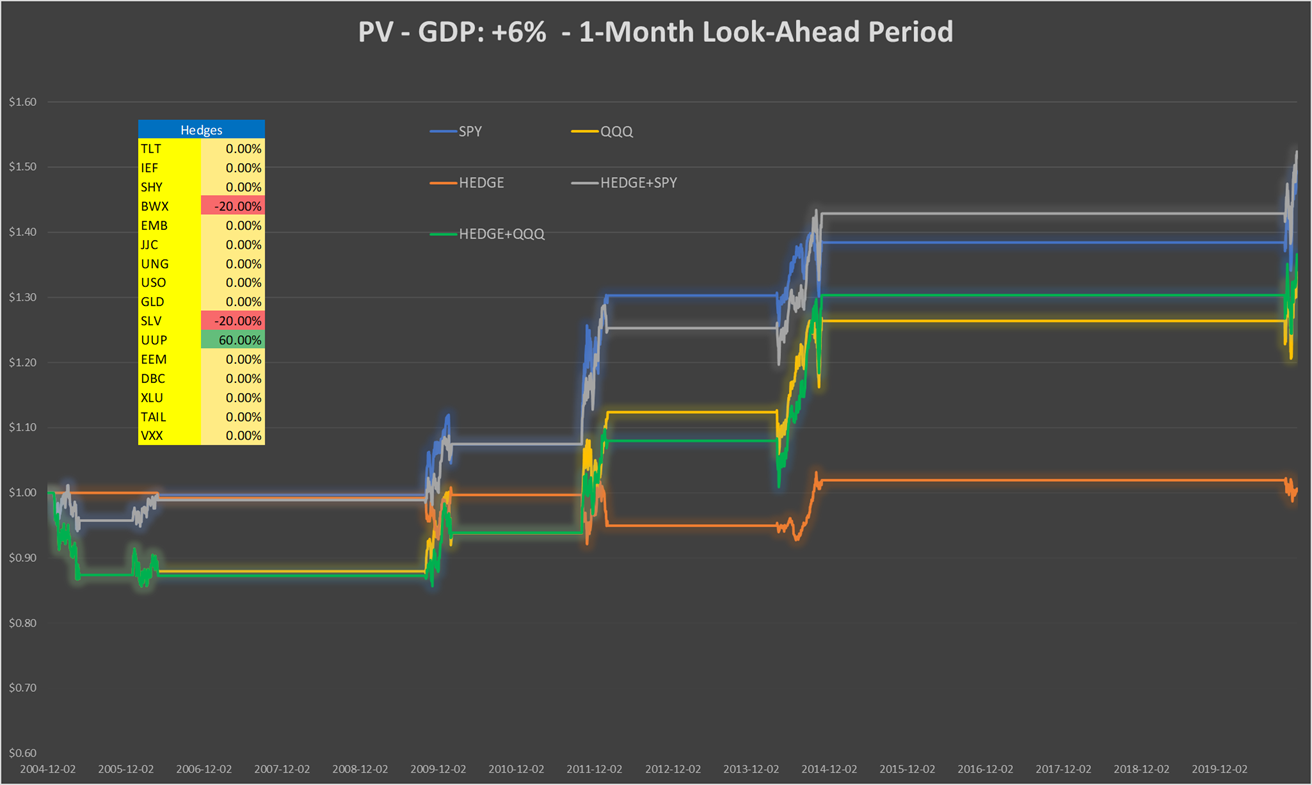 PV - GDP: +6%  - 1-Month Look-Ahead Period
$1.60
$1.50
$1.40
$1.30
$1.20
$1.10
$1.00
$0.90
$0.80
$0.70
$0.60
Hedges
TLT 0.00%
IEF 0.00%
SHY 0.00%
BWX -20.00%
EMB 0.00%
JJC 0.00%
UNG 0.00%
USO 0.00%
GLD 0.00%
SLV -20.00%
UUP 60.00%
EEM 0.00%
DBC 0.00%
XLU 0.00%
TAIL 0.00%
VXX 0.00%
SPY QQQ
HEDGE HEDGE+SPY
HEDGE+QQQ
2004-12-02 2005-12-02 2006-12-02 2007-12-02 2008-12-02 2009-12-02 2010-12-02 2011-12-02 2012-12-02 2013-12-02 2014-12-02 2015-12-02 2016-12-02 2017-12-02 2018-12-02 2019-12-02